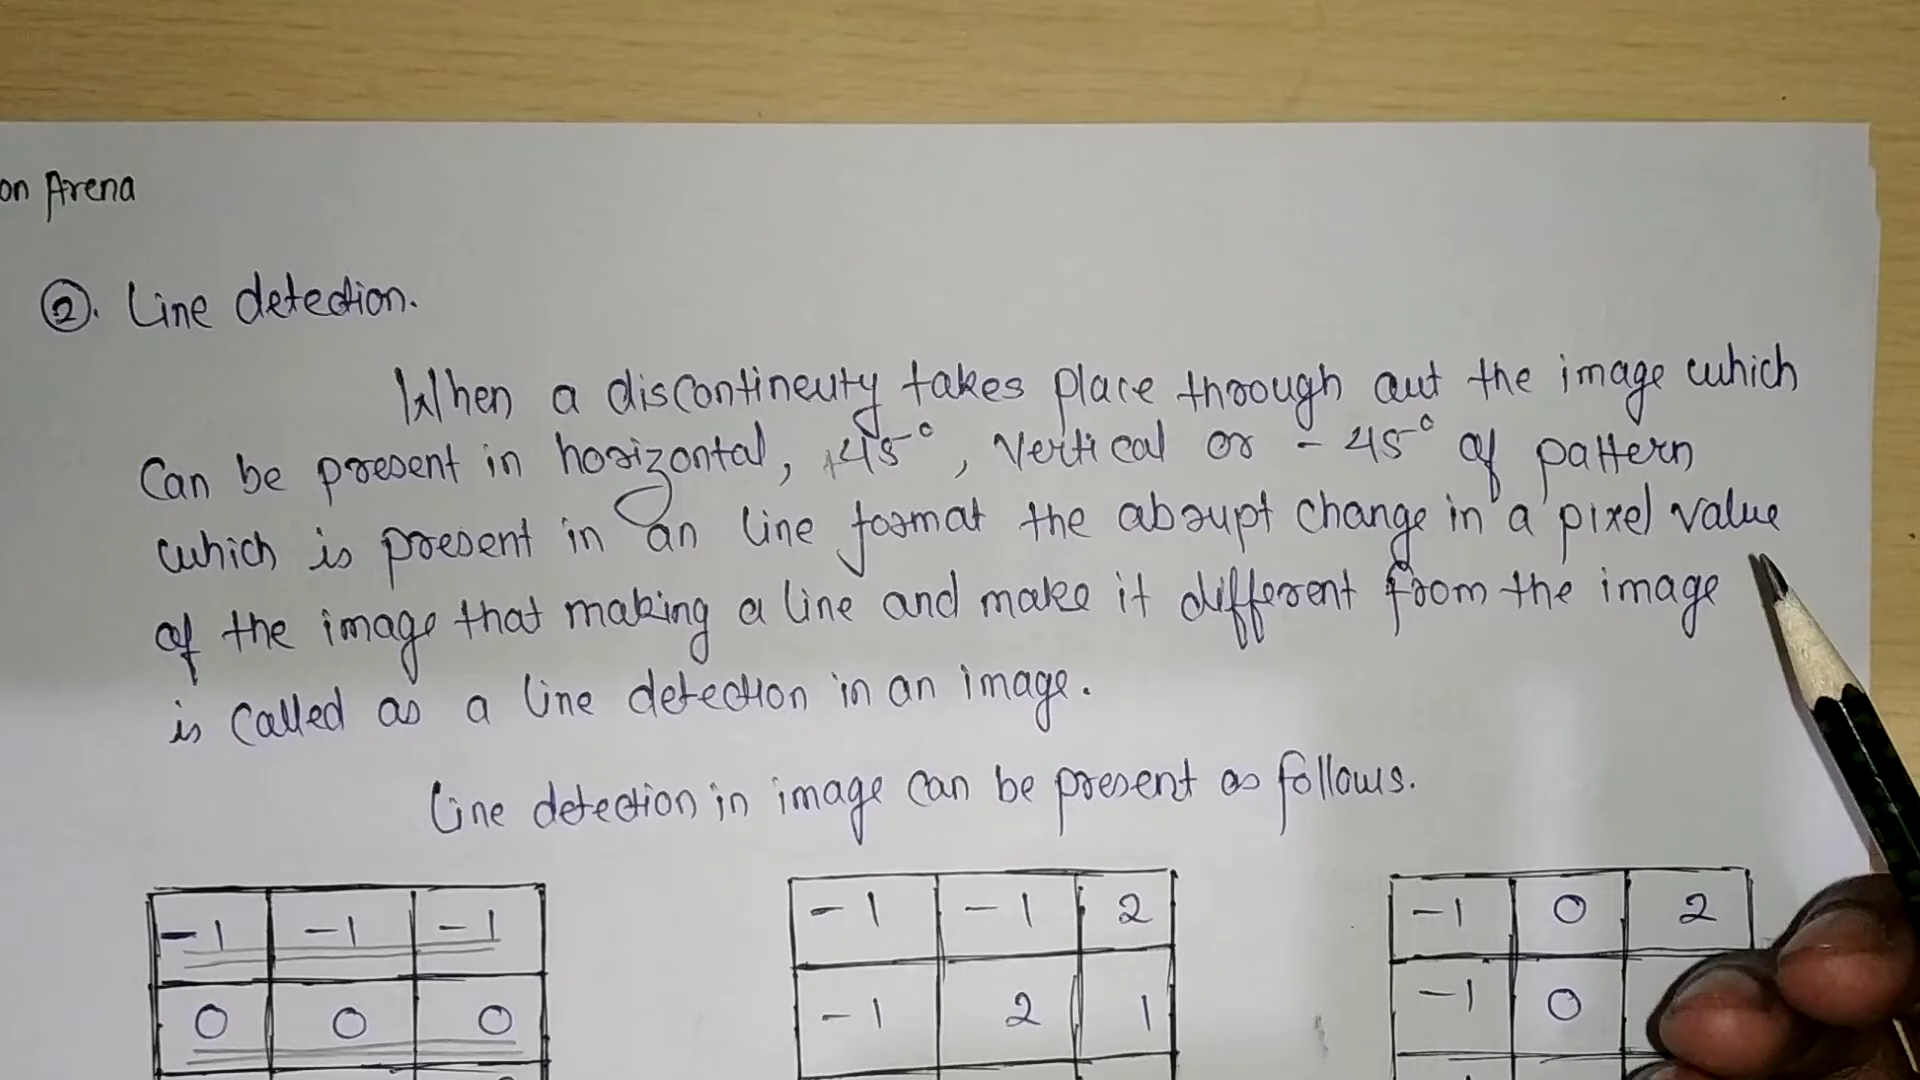 on Arena
②. Line detection.
When a discontineuty takes place through aut the image which
Can be present in horizontal, +45°, Vertical or -45° of pattern
which is present in an line format the abrupt change in a pixel value
of the image that making a line and make it different from the image
is Called as a line detection in an image.
Line detection in image can be present as follows.
-1 -1 -1 -1 -1 2 -1 0 2
0 0 0 -1 2 1 -1 0